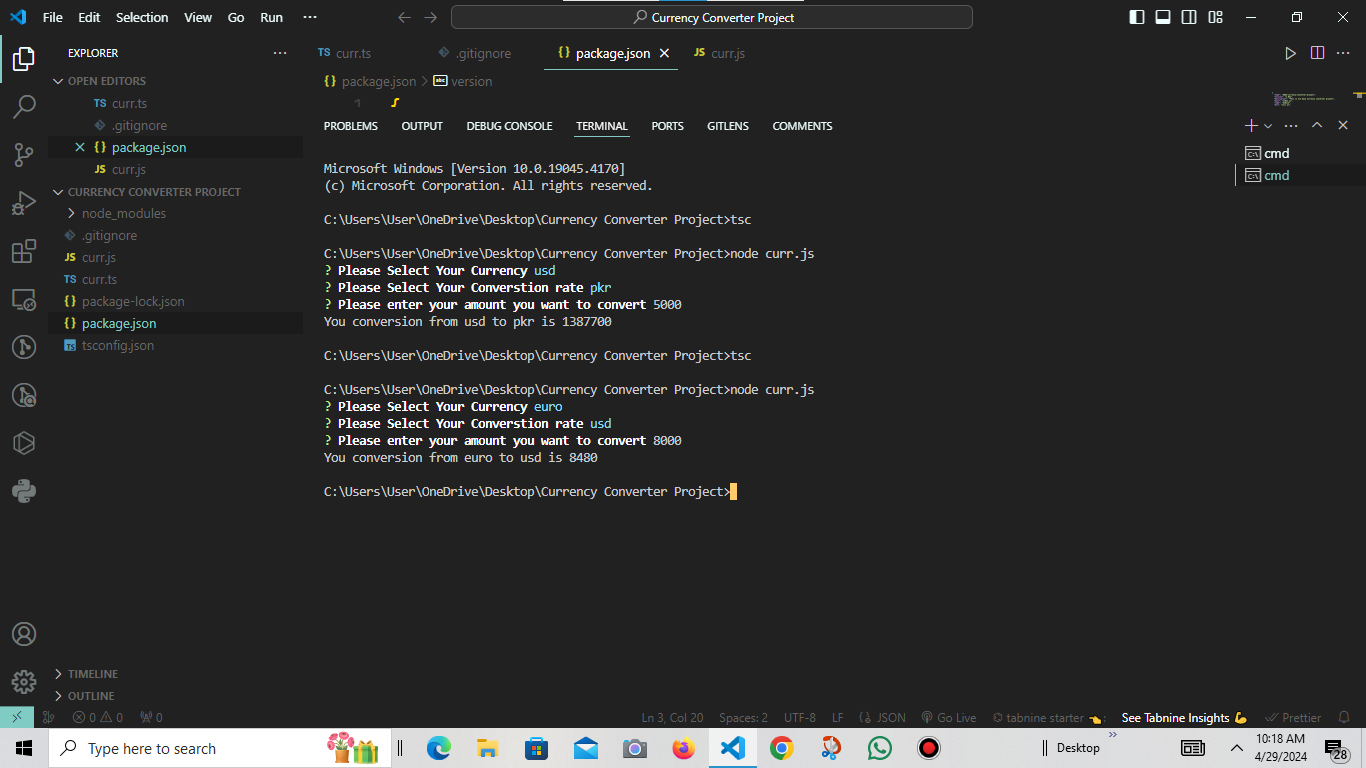 File Edit Selection View Go Run ··· Currency Converter Project
EXPLORER ···
OPEN EDITORS
TS curr.ts
.gitignore
{} package.json
JS curr.js
CURRENCY CONVERTER PROJECT
node_modules
.gitignore
JS curr.js
TS curr.ts
{} package-lock.json
{} package.json
TS tsconfig.json
TIMELINE
OUTLINE
TS curr.ts .gitignore {} package.json JS curr.js
{} package.json > abc version
1 {
PROBLEMS OUTPUT DEBUG CONSOLE TERMINAL PORTS GITLENS COMMENTS
cmd
cmd
Microsoft Windows [Version 10.0.19045.4170]
(c) Microsoft Corporation. All rights reserved.
C:\Users\User\OneDrive\Desktop\Currency Converter Project>tsc
C:\Users\User\OneDrive\Desktop\Currency Converter Project>node curr.js
? Please Select Your Currency usd
? Please Select Your Converstion rate pkr
? Please enter your amount you want to convert 5000
You conversion from usd to pkr is 1387700
C:\Users\User\OneDrive\Desktop\Currency Converter Project>tsc
C:\Users\User\OneDrive\Desktop\Currency Converter Project>node curr.js
? Please Select Your Currency euro
? Please Select Your Converstion rate usd
? Please enter your amount you want to convert 8000
You conversion from euro to usd is 8480
C:\Users\User\OneDrive\Desktop\Currency Converter Project>
0 0 0 Ln 3, Col 20 Spaces: 2 UTF-8 LF {} JSON Go Live tabnine starter See Tabnine Insights Prettier
Type here to search Desktop 10:18 AM
4/29/2024 28